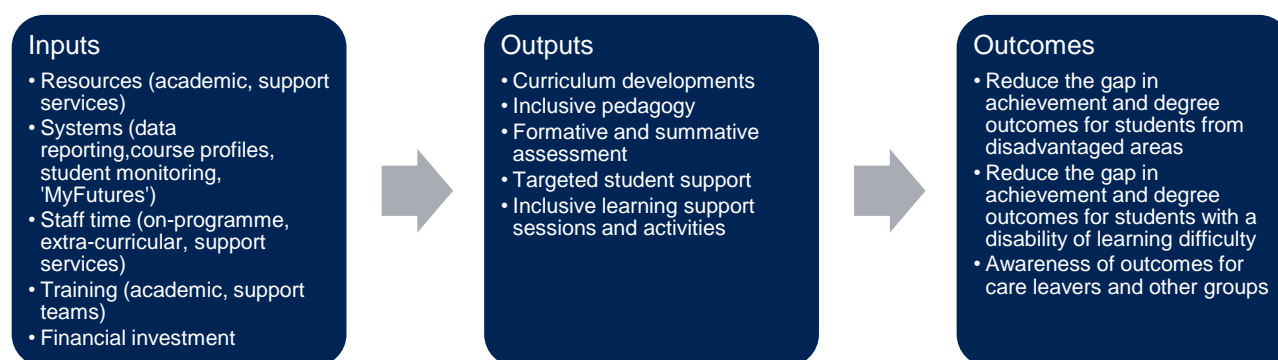 Inputs
• Resources (academic, support
services)
• Systems (data
reporting,course profiles,
student monitoring,
'MyFutures')
• Staff time (on-programme,
extra-curricular, support
services)
• Training (academic, support
teams)
• Financial investment
Outputs
• Curriculum developments
• Inclusive pedagogy
• Formative and summative
assessment
• Targeted student support
• Inclusive learning support
sessions and activities
Outcomes
• Reduce the gap in
achievement and degree
outcomes for students from
disadvantaged areas
• Reduce the gap in
achievement and degree
outcomes for students with a
disability of learning difficulty
• Awareness of outcomes for
care leavers and other groups